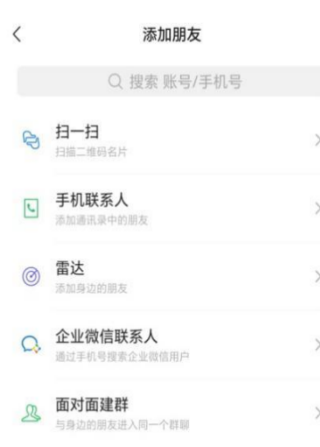 添加朋友
搜索 账号/手机号
扫一扫
扫描二维码名片
手机联系人
添加通讯录中的朋友
雷达
添加身边的朋友
企业微信联系人
通过手机号搜索企业微信用户
面对面建群
与身边的朋友进入同一个群聊